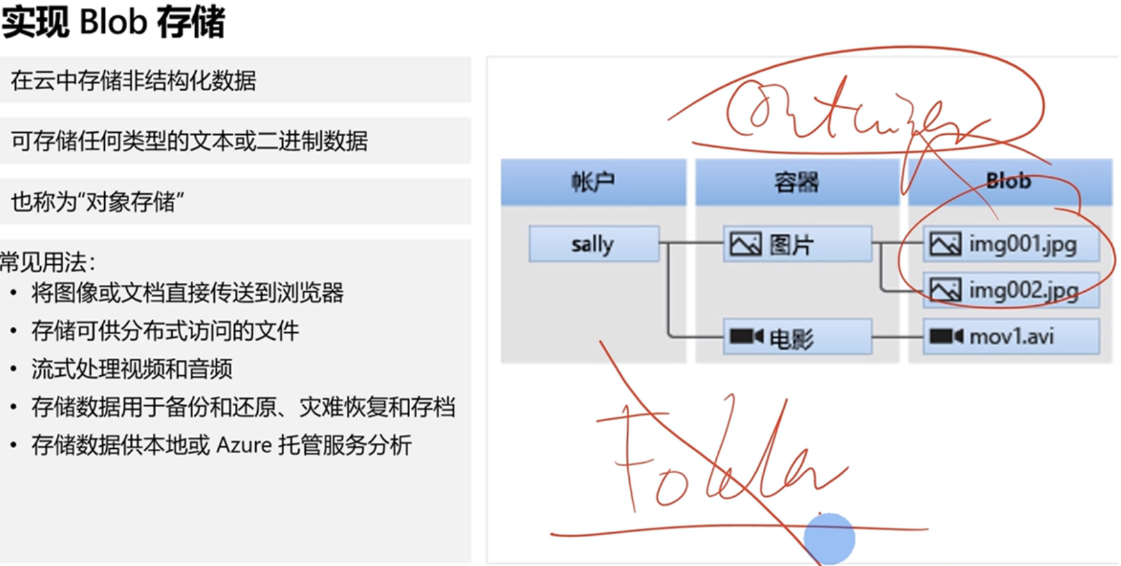 实现 Blob 存储
在云中存储非结构化数据
可存储任何类型的文本或二进制数据
也称为“对象存储”
常见用法：
• 将图像或文档直接传送到浏览器
• 存储可供分布式访问的文件
• 流式处理视频和音频
• 存储数据用于备份和还原、灾难恢复和存档
• 存储数据供本地或 Azure 托管服务分析
Container
帐户
容器
Blob
sally
图片
img001.jpg
img002.jpg
电影
mov1.avi
Folder